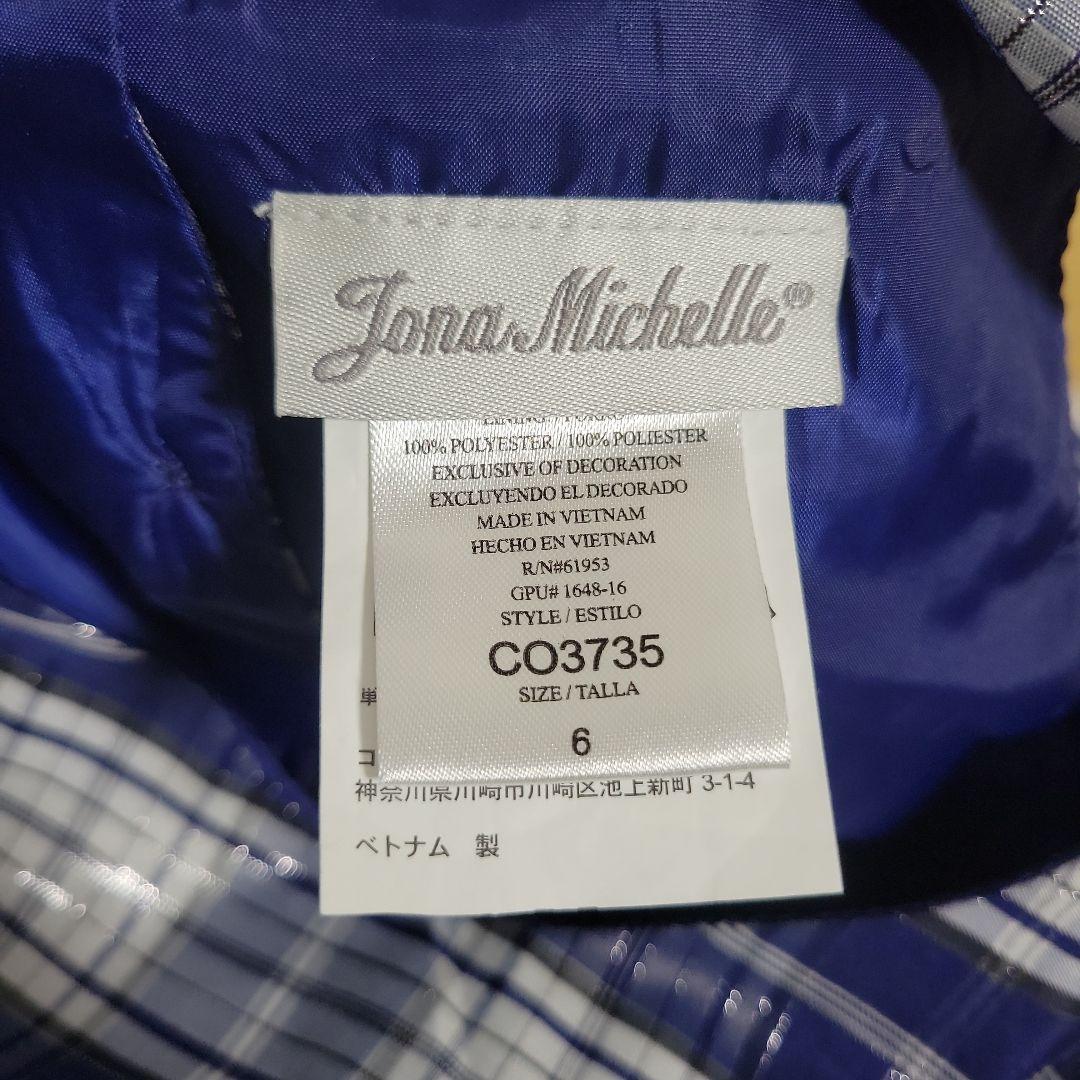 Jona Michelle®
100% POLYESTER / 100% POLIESTER
EXCLUSIVE OF DECORATION
EXCLUYENDO EL DECORADO
MADE IN VIETNAM
HECHO EN VIETNAM
R/N#61953
GPU# 1648-16
STYLE / ESTILO
CO3735
SIZE / TALLA
6
単
コ
神奈川県川崎市川崎区池上新町 3-1-4
ベトナム 製